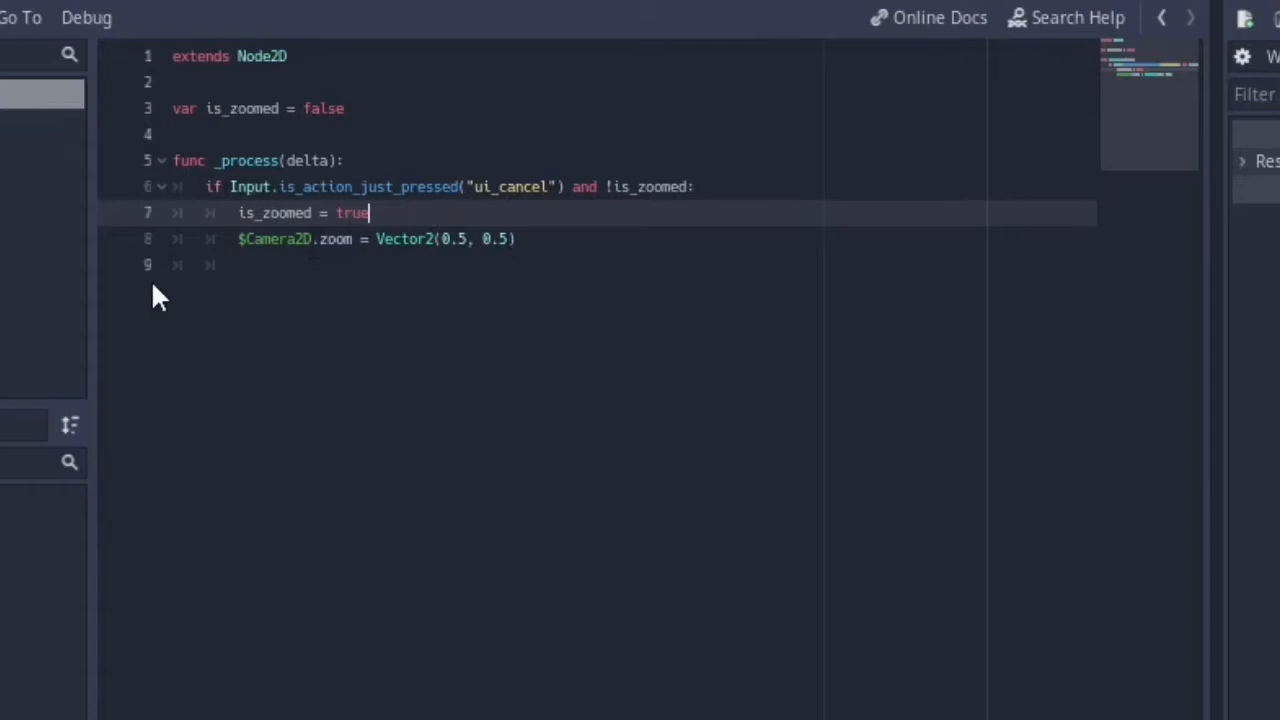 Go To Debug Online Docs Search Help
1 extends Node2D
2
3 var is_zoomed = false
4
5 func _process(delta):
6 if Input.is_action_just_pressed("ui_cancel") and !is_zoomed:
7 is_zoomed = true
8 $Camera2D.zoom = Vector2(0.5, 0.5)
9
Filter